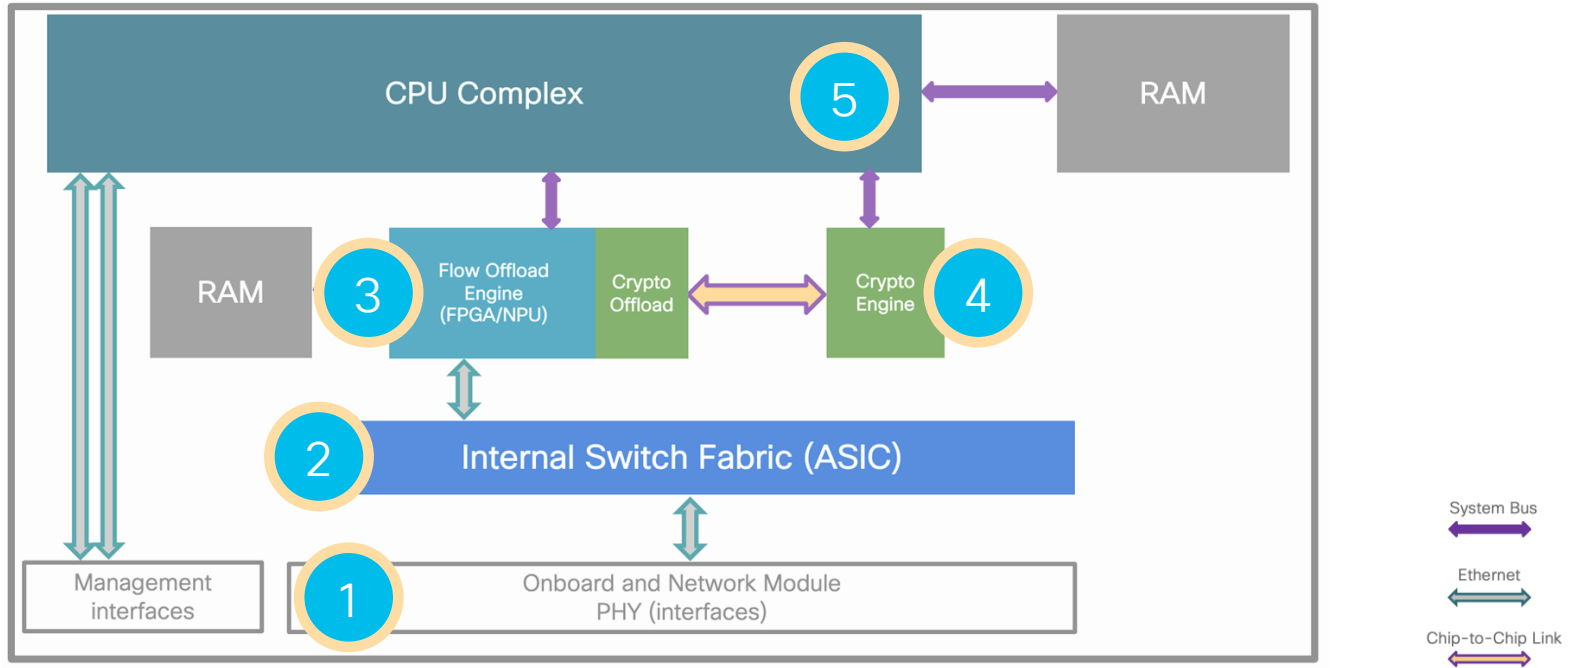 CPU Complex
5
RAM
RAM
3
Flow Offload
Engine
(FPGA/NPU)
Crypto
Offload
Crypto
Engine
4
2
Internal Switch Fabric (ASIC)
Management
interfaces
1
Onboard and Network Module
PHY (interfaces)
System Bus
Ethernet
Chip-to-Chip Link